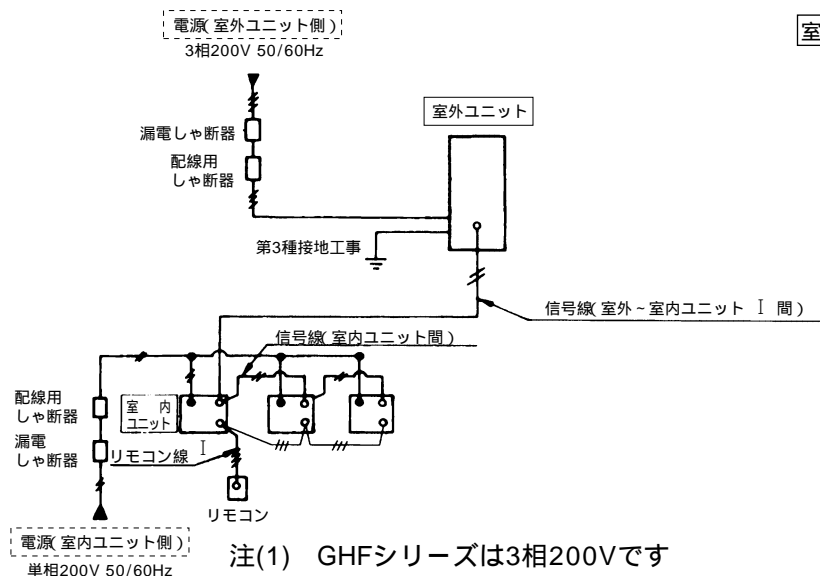 電源(室外ユニット側)
3相200V 50/60Hz
室
漏電しゃ断器
配線用
しゃ断器
室外ユニット
第3種接地工事
信号線(室外~室内ユニット I 間)
信号線(室内ユニット間)
配線用
しゃ断器
室 内
ユニット
I
漏電
しゃ断器
リモコン線
リモコン
電源(室内ユニット側)
単相200V 50/60Hz
注(1) GHFシリーズは3相200Vです